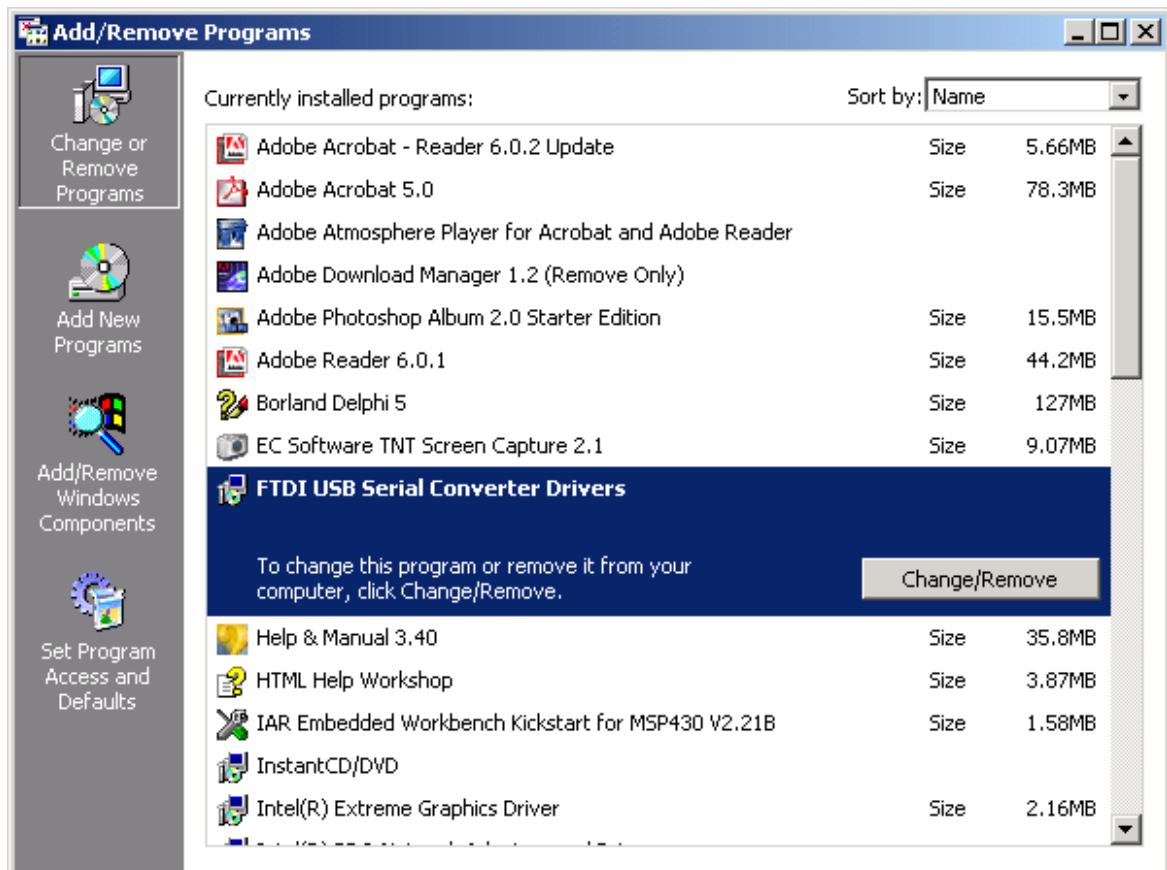 Add/Remove Programs
Change or
Remove
Programs
Add New
Programs
Add/Remove
Windows
Components
Set Program
Access and
Defaults
Currently installed programs:
Sort by: Name
Adobe Acrobat - Reader 6.0.2 Update Size 5.66MB
Adobe Acrobat 5.0 Size 78.3MB
Adobe Atmosphere Player for Acrobat and Adobe Reader
Adobe Download Manager 1.2 (Remove Only)
Adobe Photoshop Album 2.0 Starter Edition Size 15.5MB
Adobe Reader 6.0.1 Size 44.2MB
Borland Delphi 5 Size 127MB
EC Software TNT Screen Capture 2.1 Size 9.07MB
FTDI USB Serial Converter Drivers
To change this program or remove it from your
computer, click Change/Remove.
Change/Remove
Help & Manual 3.40 Size 35.8MB
HTML Help Workshop Size 3.87MB
IAR Embedded Workbench Kickstart for MSP430 V2.21B Size 1.58MB
InstantCD/DVD
Intel(R) Extreme Graphics Driver Size 2.16MB